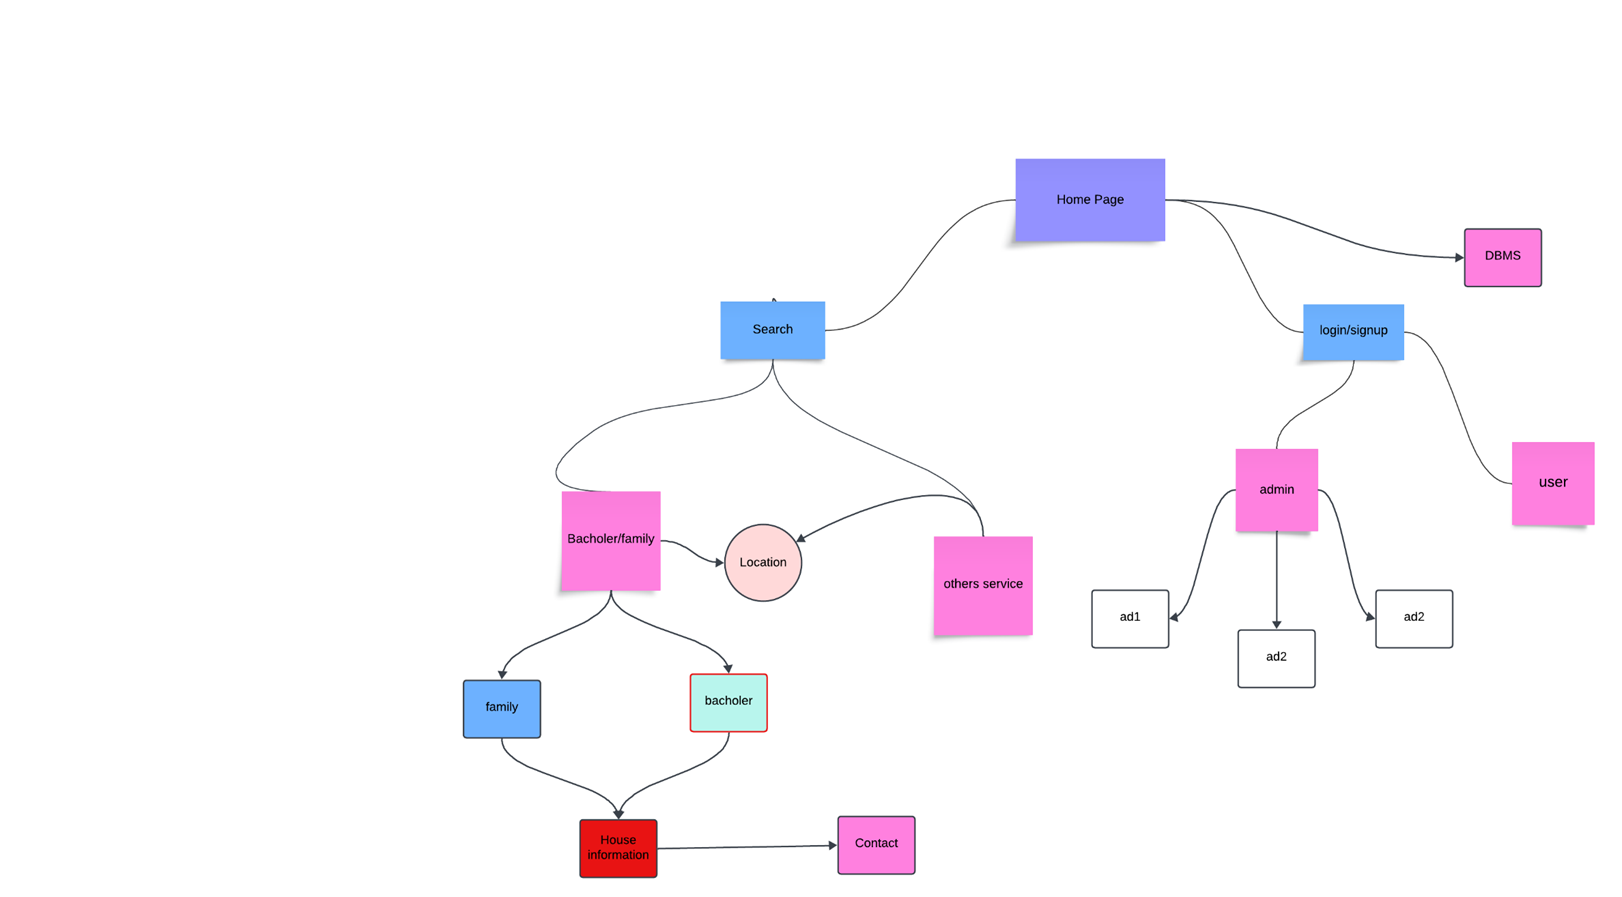 Home Page
DBMS
Search
login/signup
user
admin
Bacholer/family
Location
others service
ad1
ad2
ad2
family
bacholer
House
information
Contact